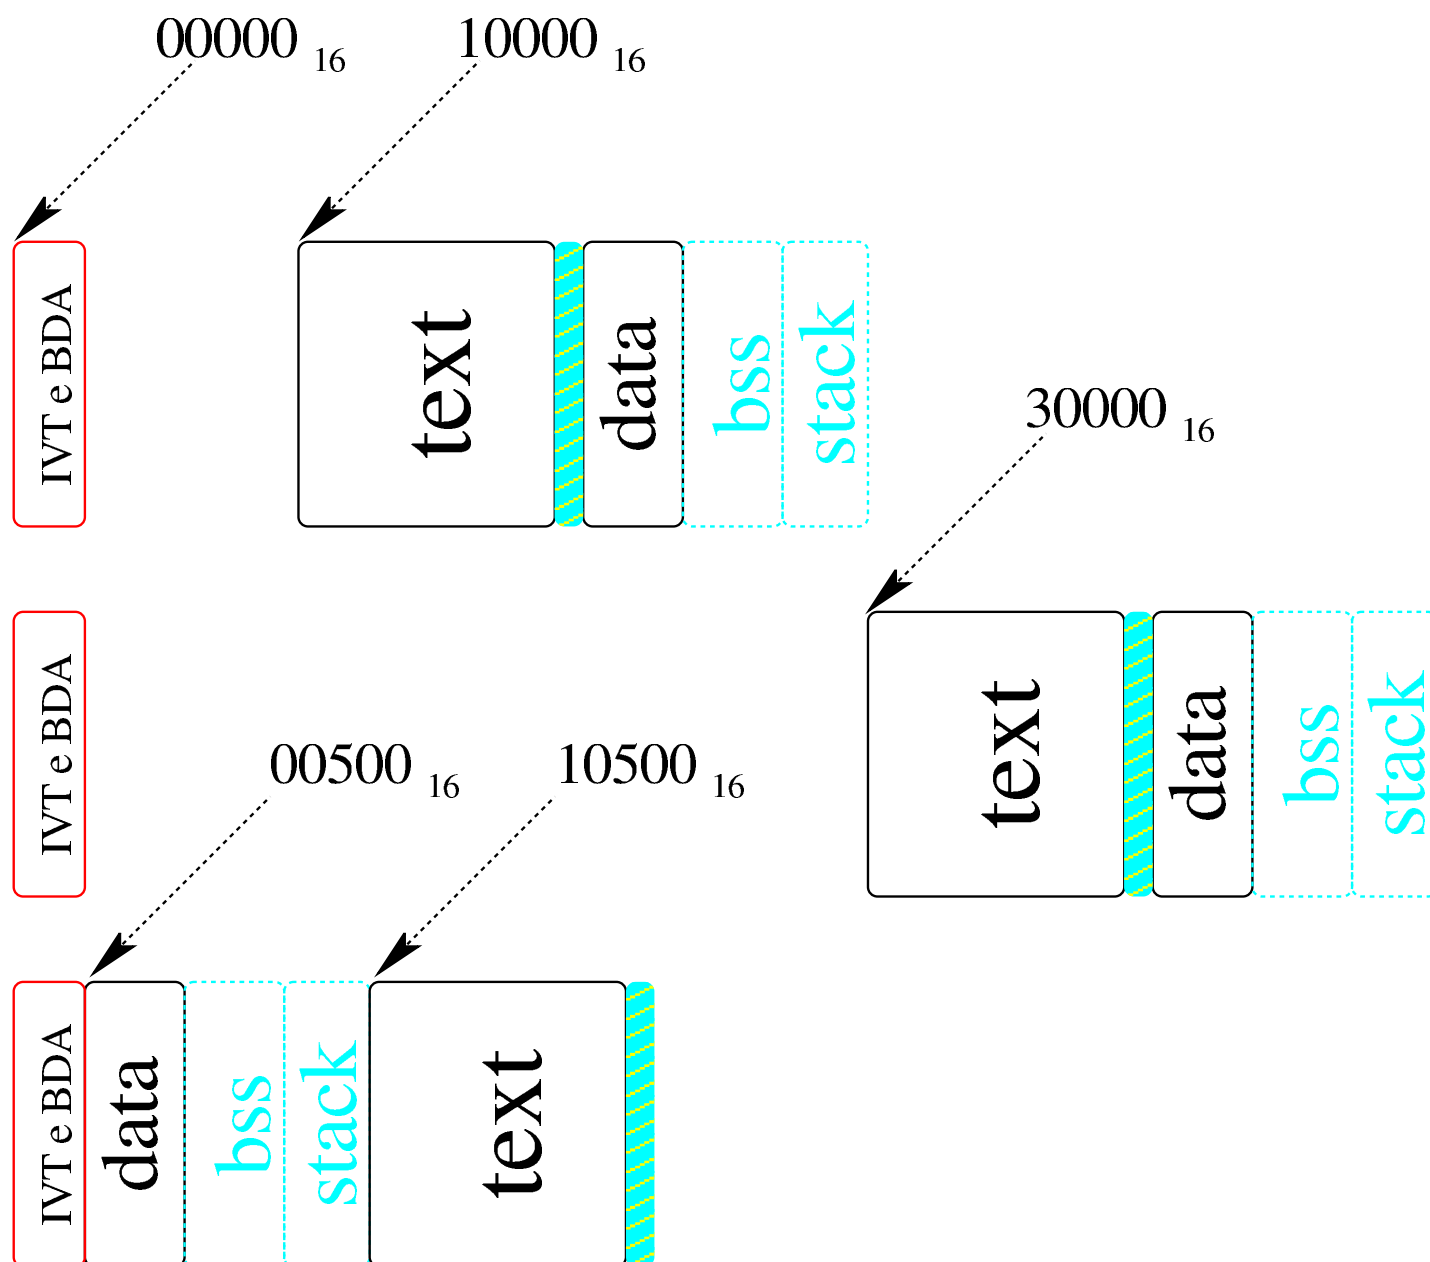 00000 16
10000 16
IVT e BDA
text
data
bss
stack
30000 16
IVT e BDA
text
data
bss
stack
00500 16
10500 16
IVT e BDA
data
bss
stack
text